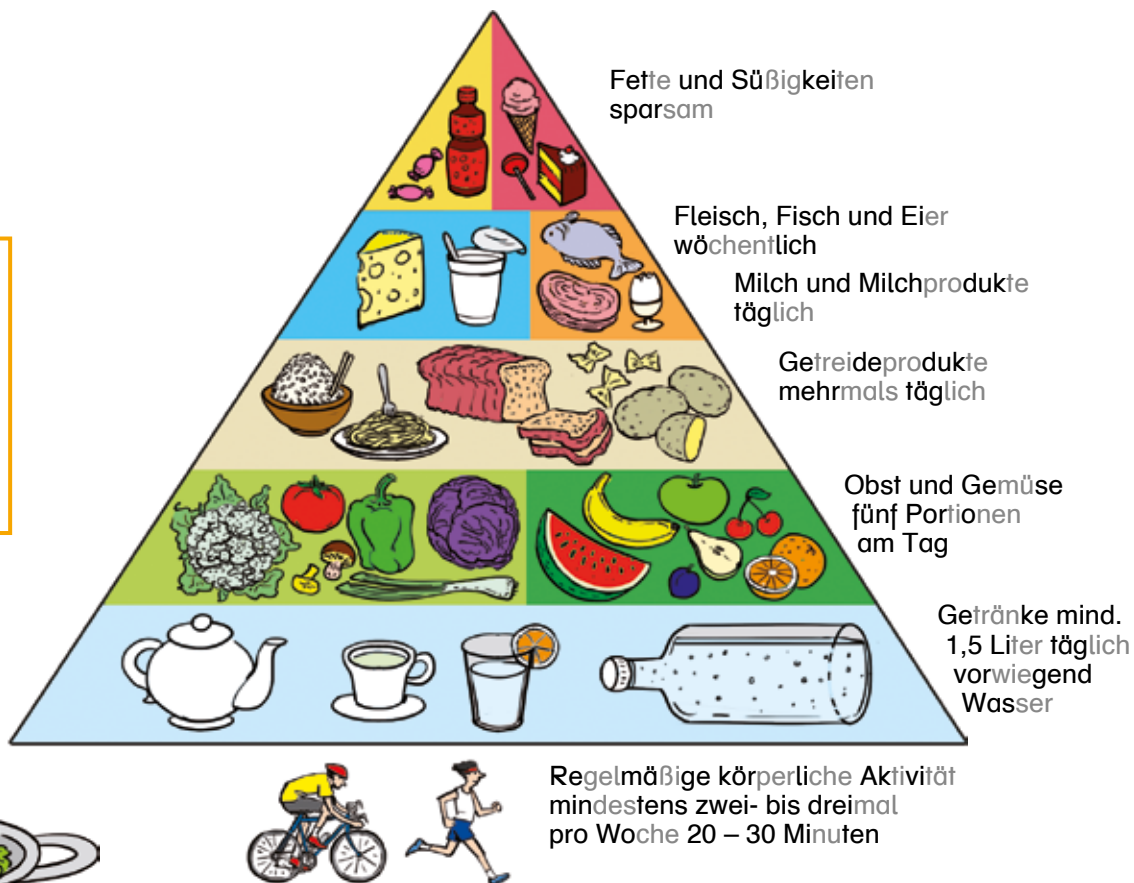 Fette und Süßigkeiten
sparsam
Fleisch, Fisch und Eier
wöchentlich
Milch und Milchprodukte
täglich
Getreideprodukte
mehrmals täglich
Obst und Gemüse
fünf Portionen
am Tag
Getränke mind.
1,5 Liter täglich
vorwiegend
Wasser
Regelmäßige körperliche Aktivität
mindestens zwei- bis dreimal
pro Woche 20 – 30 Minuten